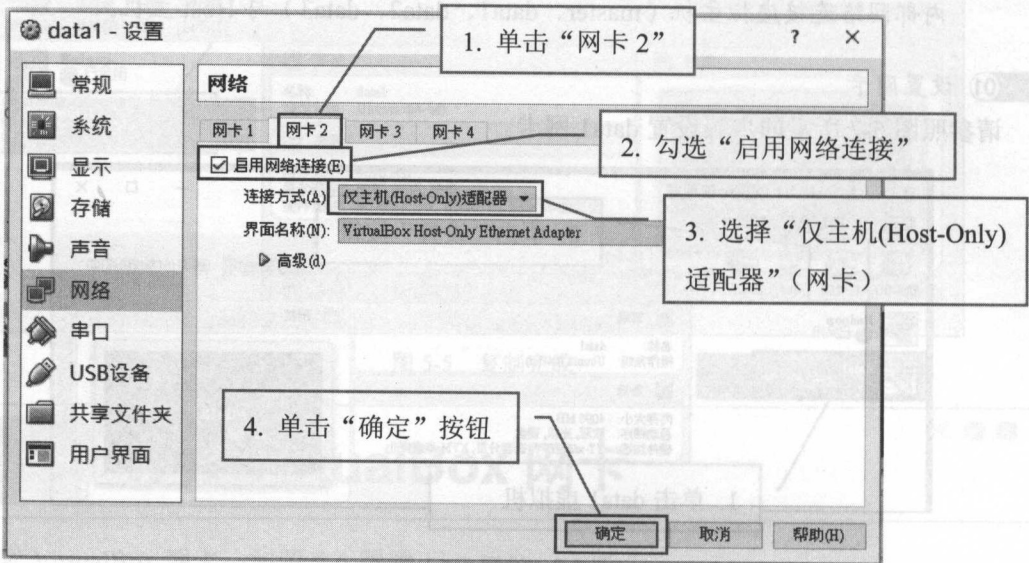 data1 - 设置
? ×
1. 单击“网卡 2”
常规
系统
显示
存储
声音
网络
串口
USB设备
共享文件夹
用户界面
网络
网卡 1 网卡 2 网卡 3 网卡 4
启用网络连接(E)
2. 勾选“启用网络连接”
连接方式(A) 仅主机(Host-Only)适配器
界面名称(N): VirtualBox Host-Only Ethernet Adapter
高级(d)
3. 选择“仅主机(Host-Only)
适配器”（网卡）
4. 单击“确定”按钮
确定 取消 帮助(H)